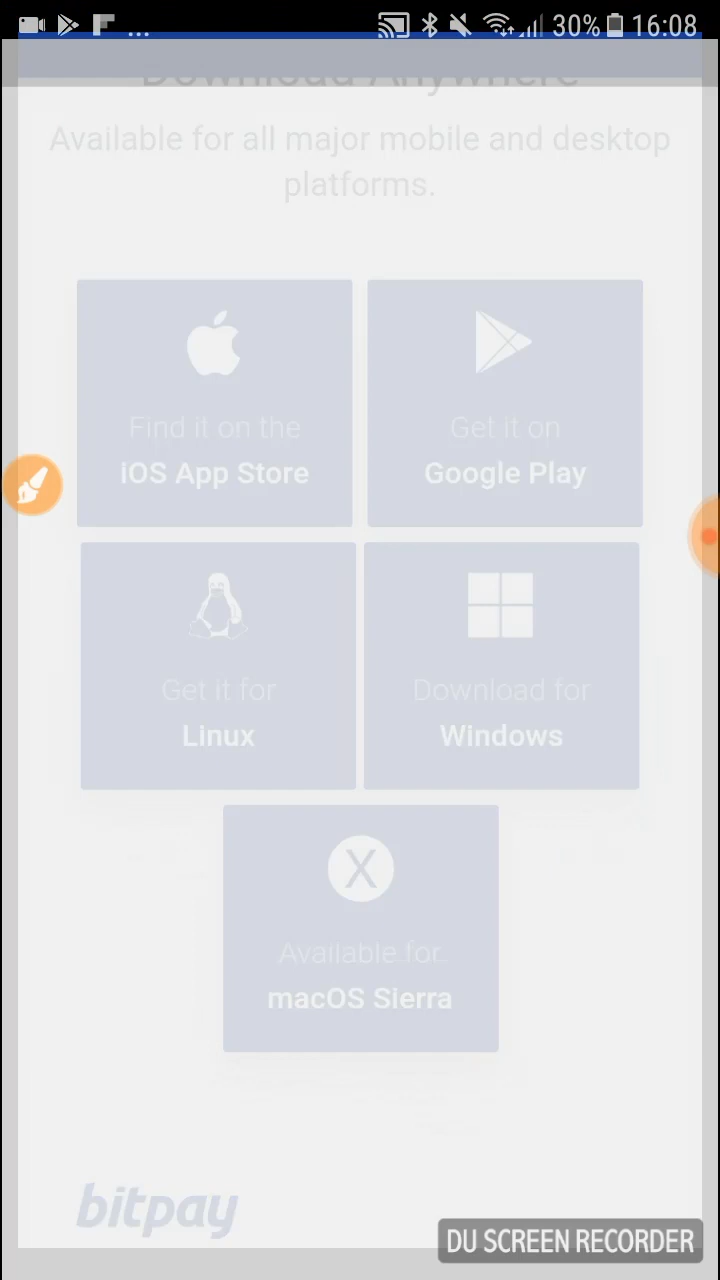 ... 30% 16:08
Download Anywhere
Available for all major mobile and desktop
platforms.
Find it on the
iOS App Store
Get it on
Google Play
Get it for
Linux
Download for
Windows
X
Available for
macOS Sierra
bitpay
DU SCREEN RECORDER